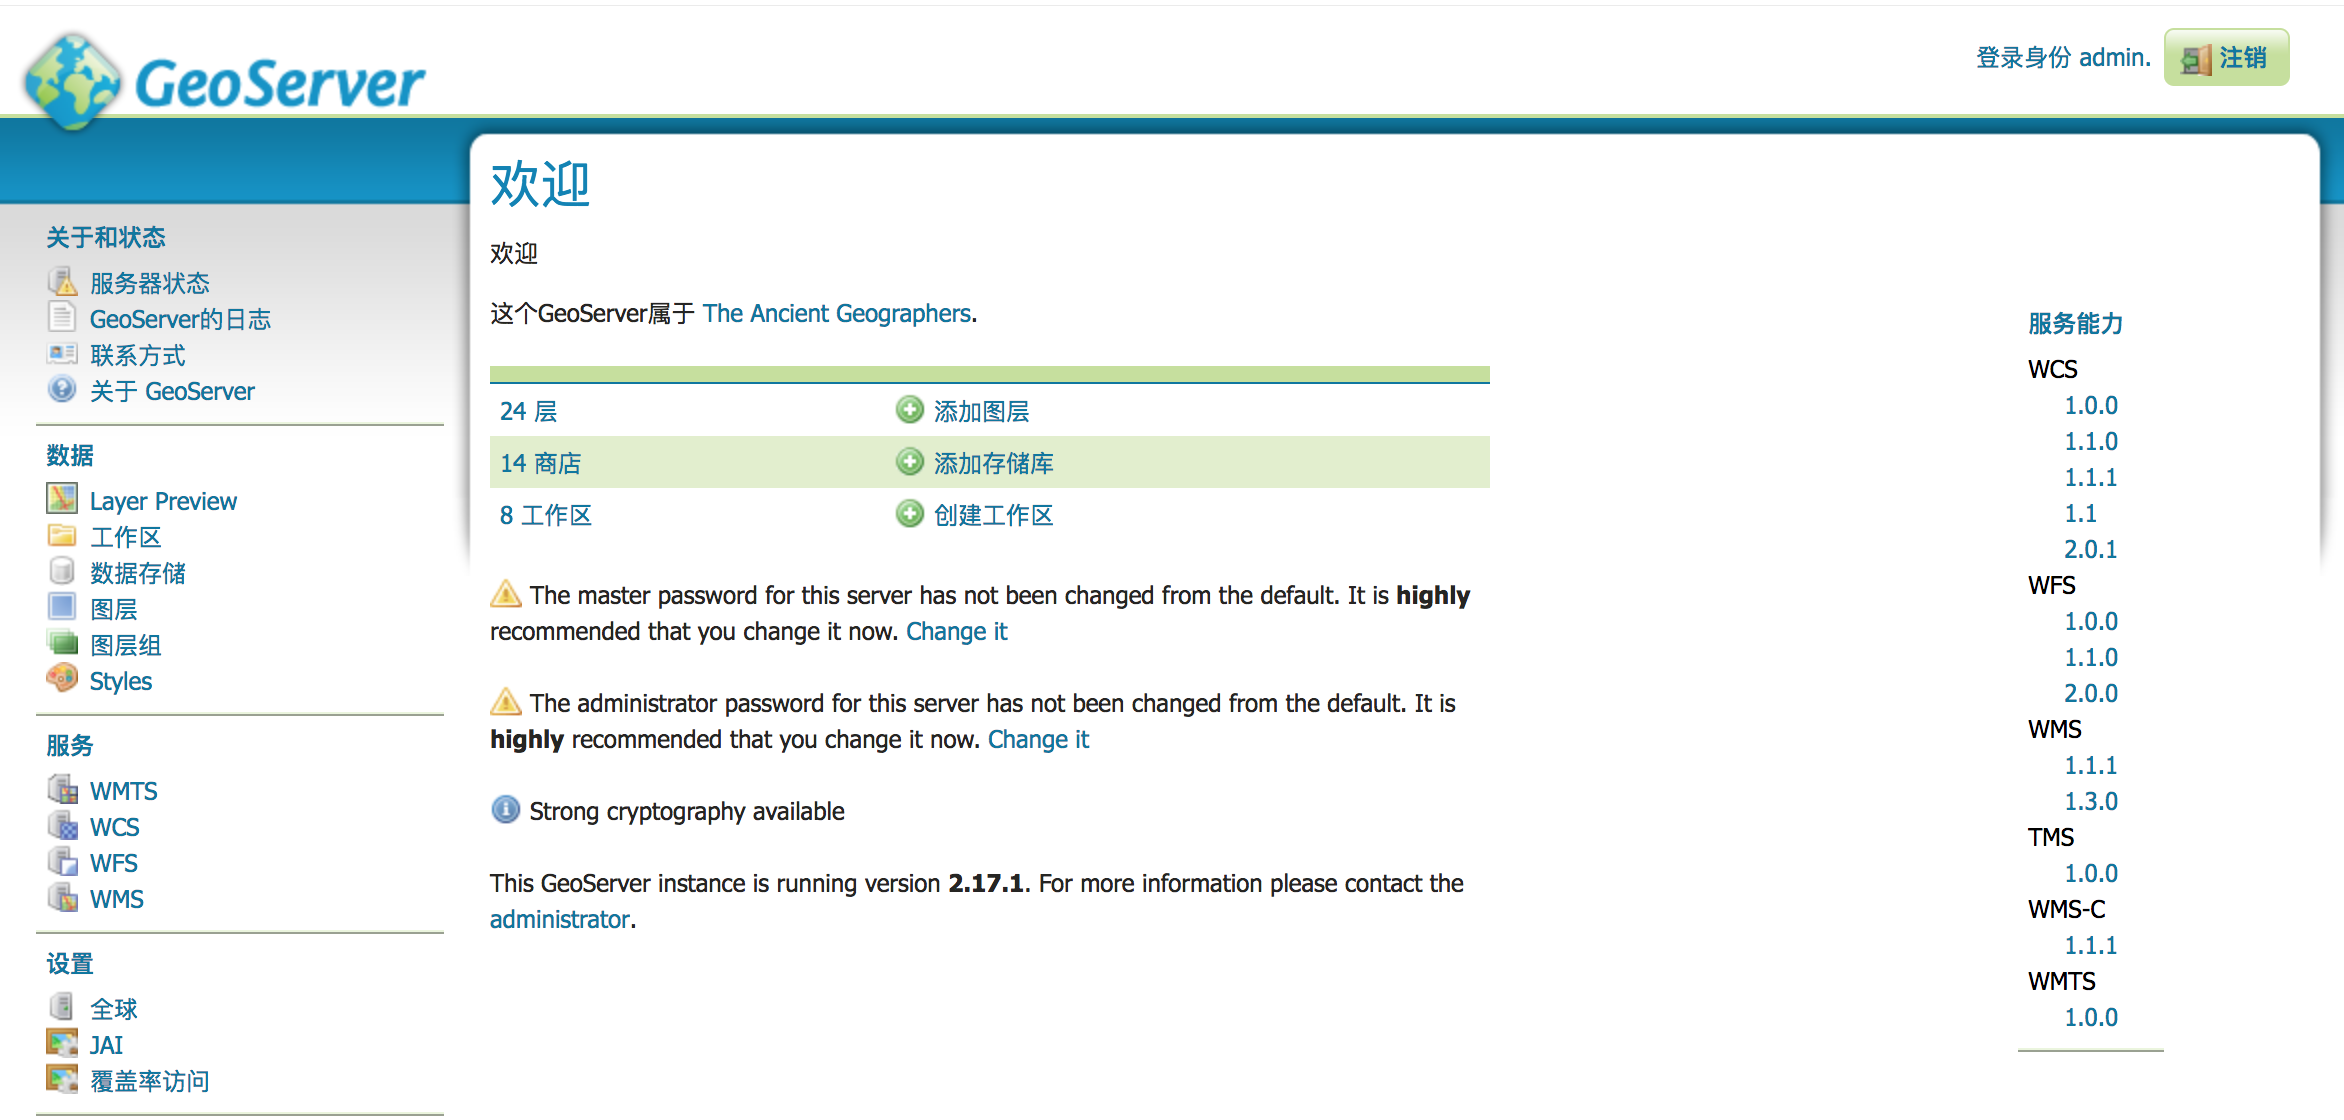 GeoServer
登录身份 admin.
注销
关于和状态
服务器状态
GeoServer的日志
联系方式
关于 GeoServer
数据
Layer Preview
工作区
数据存储
图层
图层组
Styles
服务
WMTS
WCS
WFS
WMS
设置
全球
JAI
覆盖率访问
欢迎
欢迎
这个GeoServer属于 The Ancient Geographers.
24 层 添加图层
14 商店 添加存储库
8 工作区 创建工作区
The master password for this server has not been changed from the default. It is highly
recommended that you change it now. Change it
The administrator password for this server has not been changed from the default. It is
highly recommended that you change it now. Change it
Strong cryptography available
This GeoServer instance is running version 2.17.1. For more information please contact the
administrator.
服务能力
WCS
1.0.0
1.1.0
1.1.1
1.1
2.0.1
WFS
1.0.0
1.1.0
2.0.0
WMS
1.1.1
1.3.0
TMS
1.0.0
WMS-C
1.1.1
WMTS
1.0.0